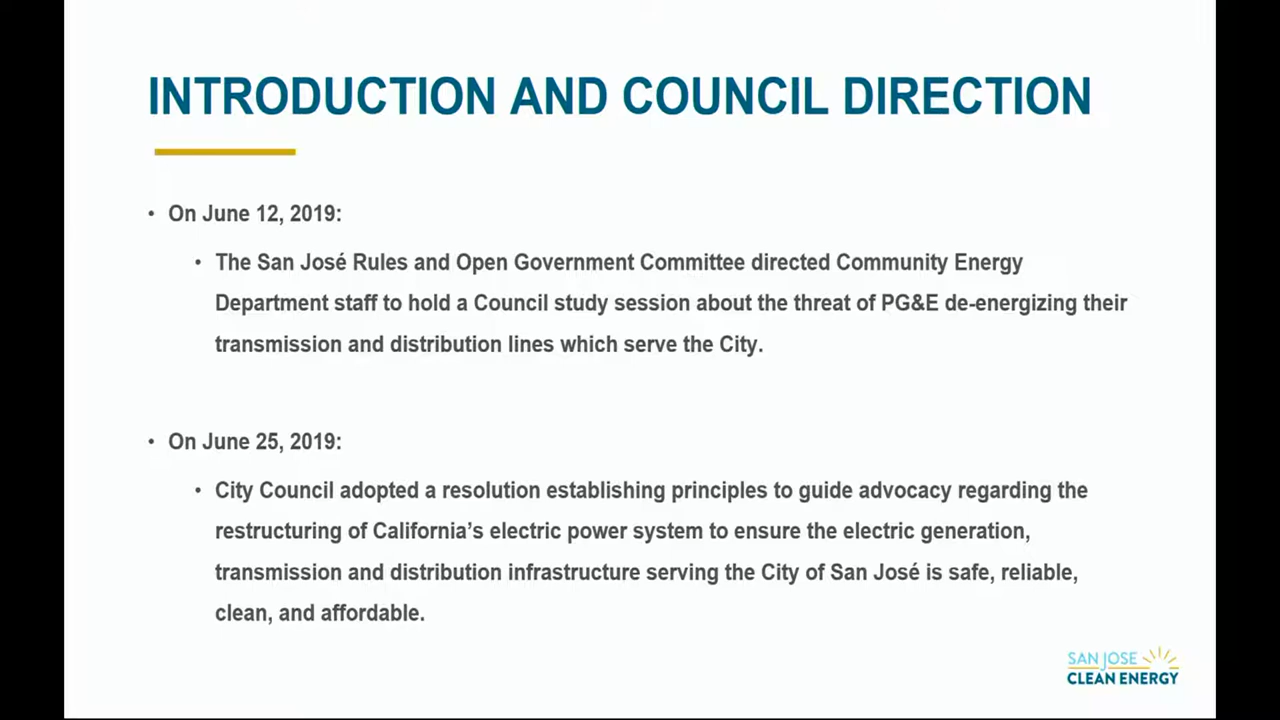 INTRODUCTION AND COUNCIL DIRECTION
• On June 12, 2019:
• The San José Rules and Open Government Committee directed Community Energy
Department staff to hold a Council study session about the threat of PG&E de-energizing their
transmission and distribution lines which serve the City.
• On June 25, 2019:
• City Council adopted a resolution establishing principles to guide advocacy regarding the
restructuring of California’s electric power system to ensure the electric generation,
transmission and distribution infrastructure serving the City of San José is safe, reliable,
clean, and affordable.
SAN JOSE
CLEAN ENERGY